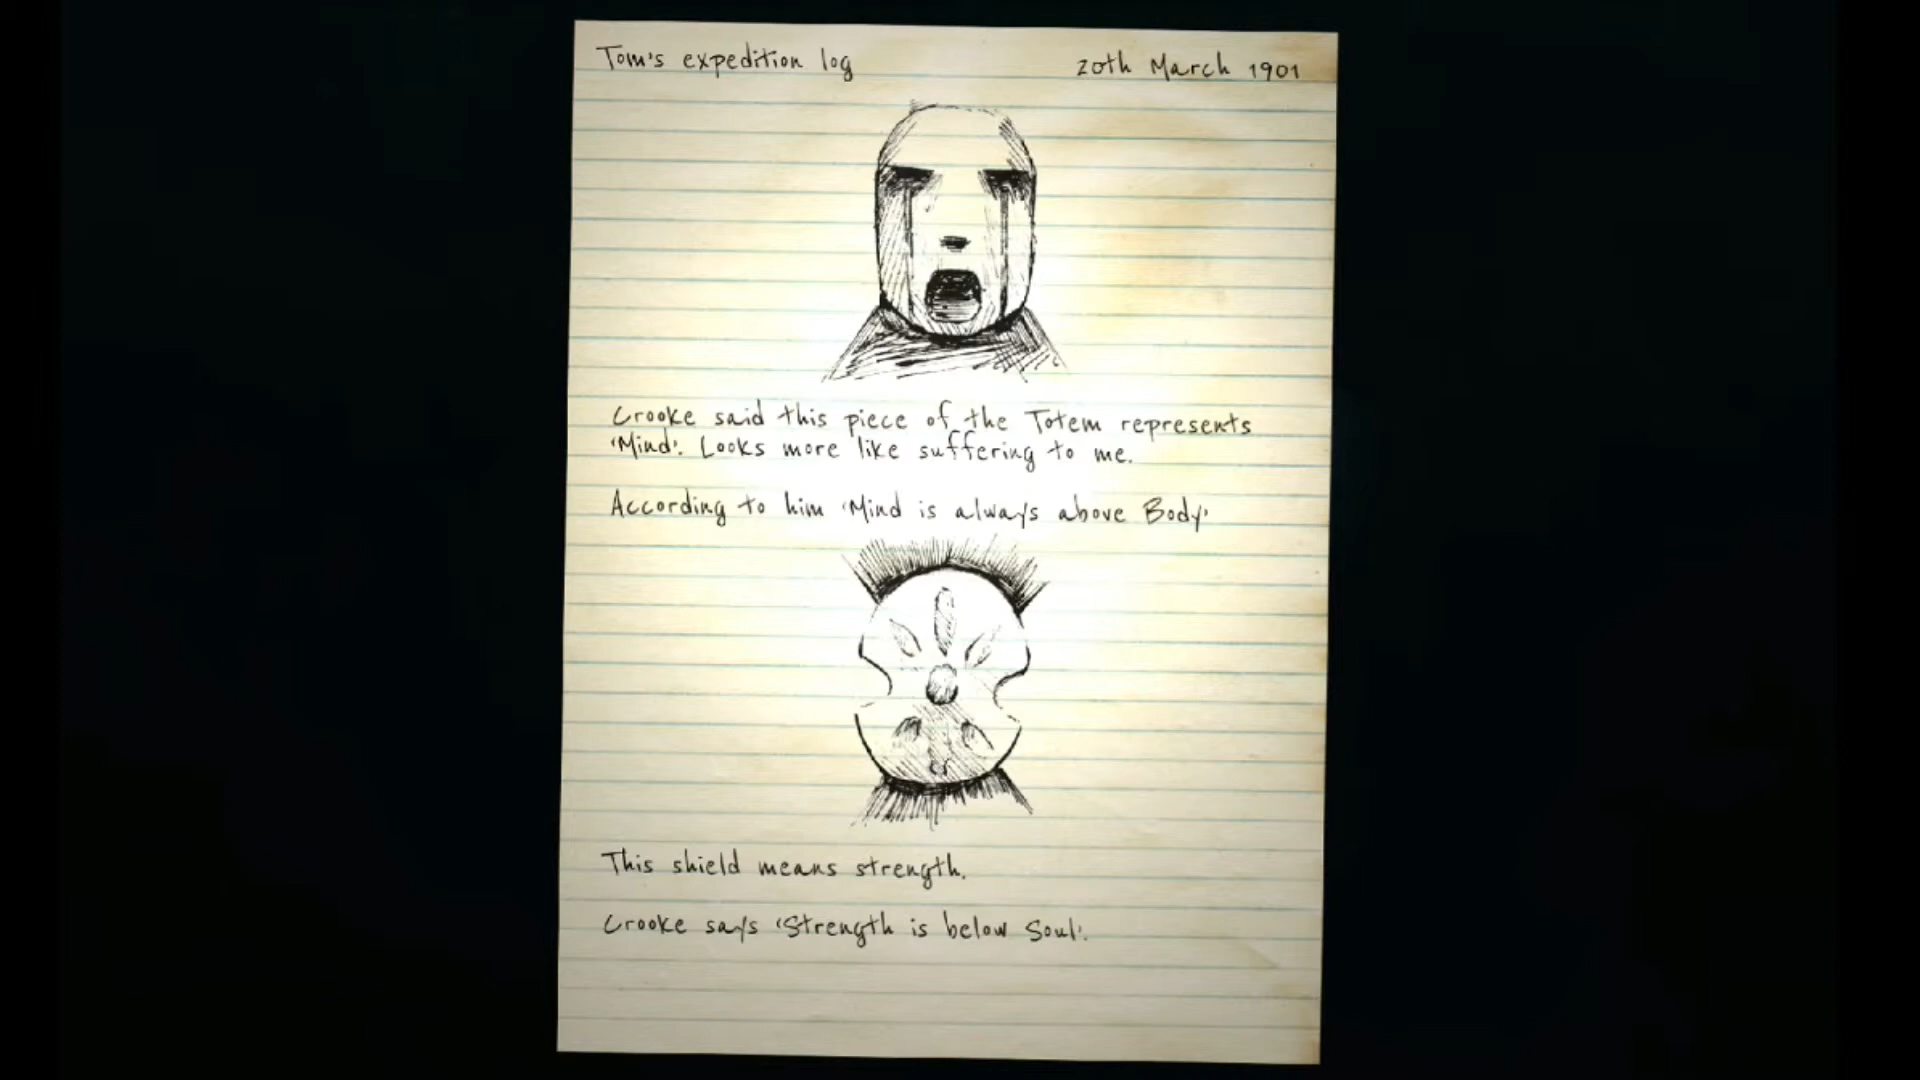 Tom's expedition log 20th March 1901
Crooke said this piece of the Totem represents
'Mind'. Looks more like suffering to me.
According to him 'Mind is always above Body'
This shield means strength.
Crooke says 'Strength is below Soul'.